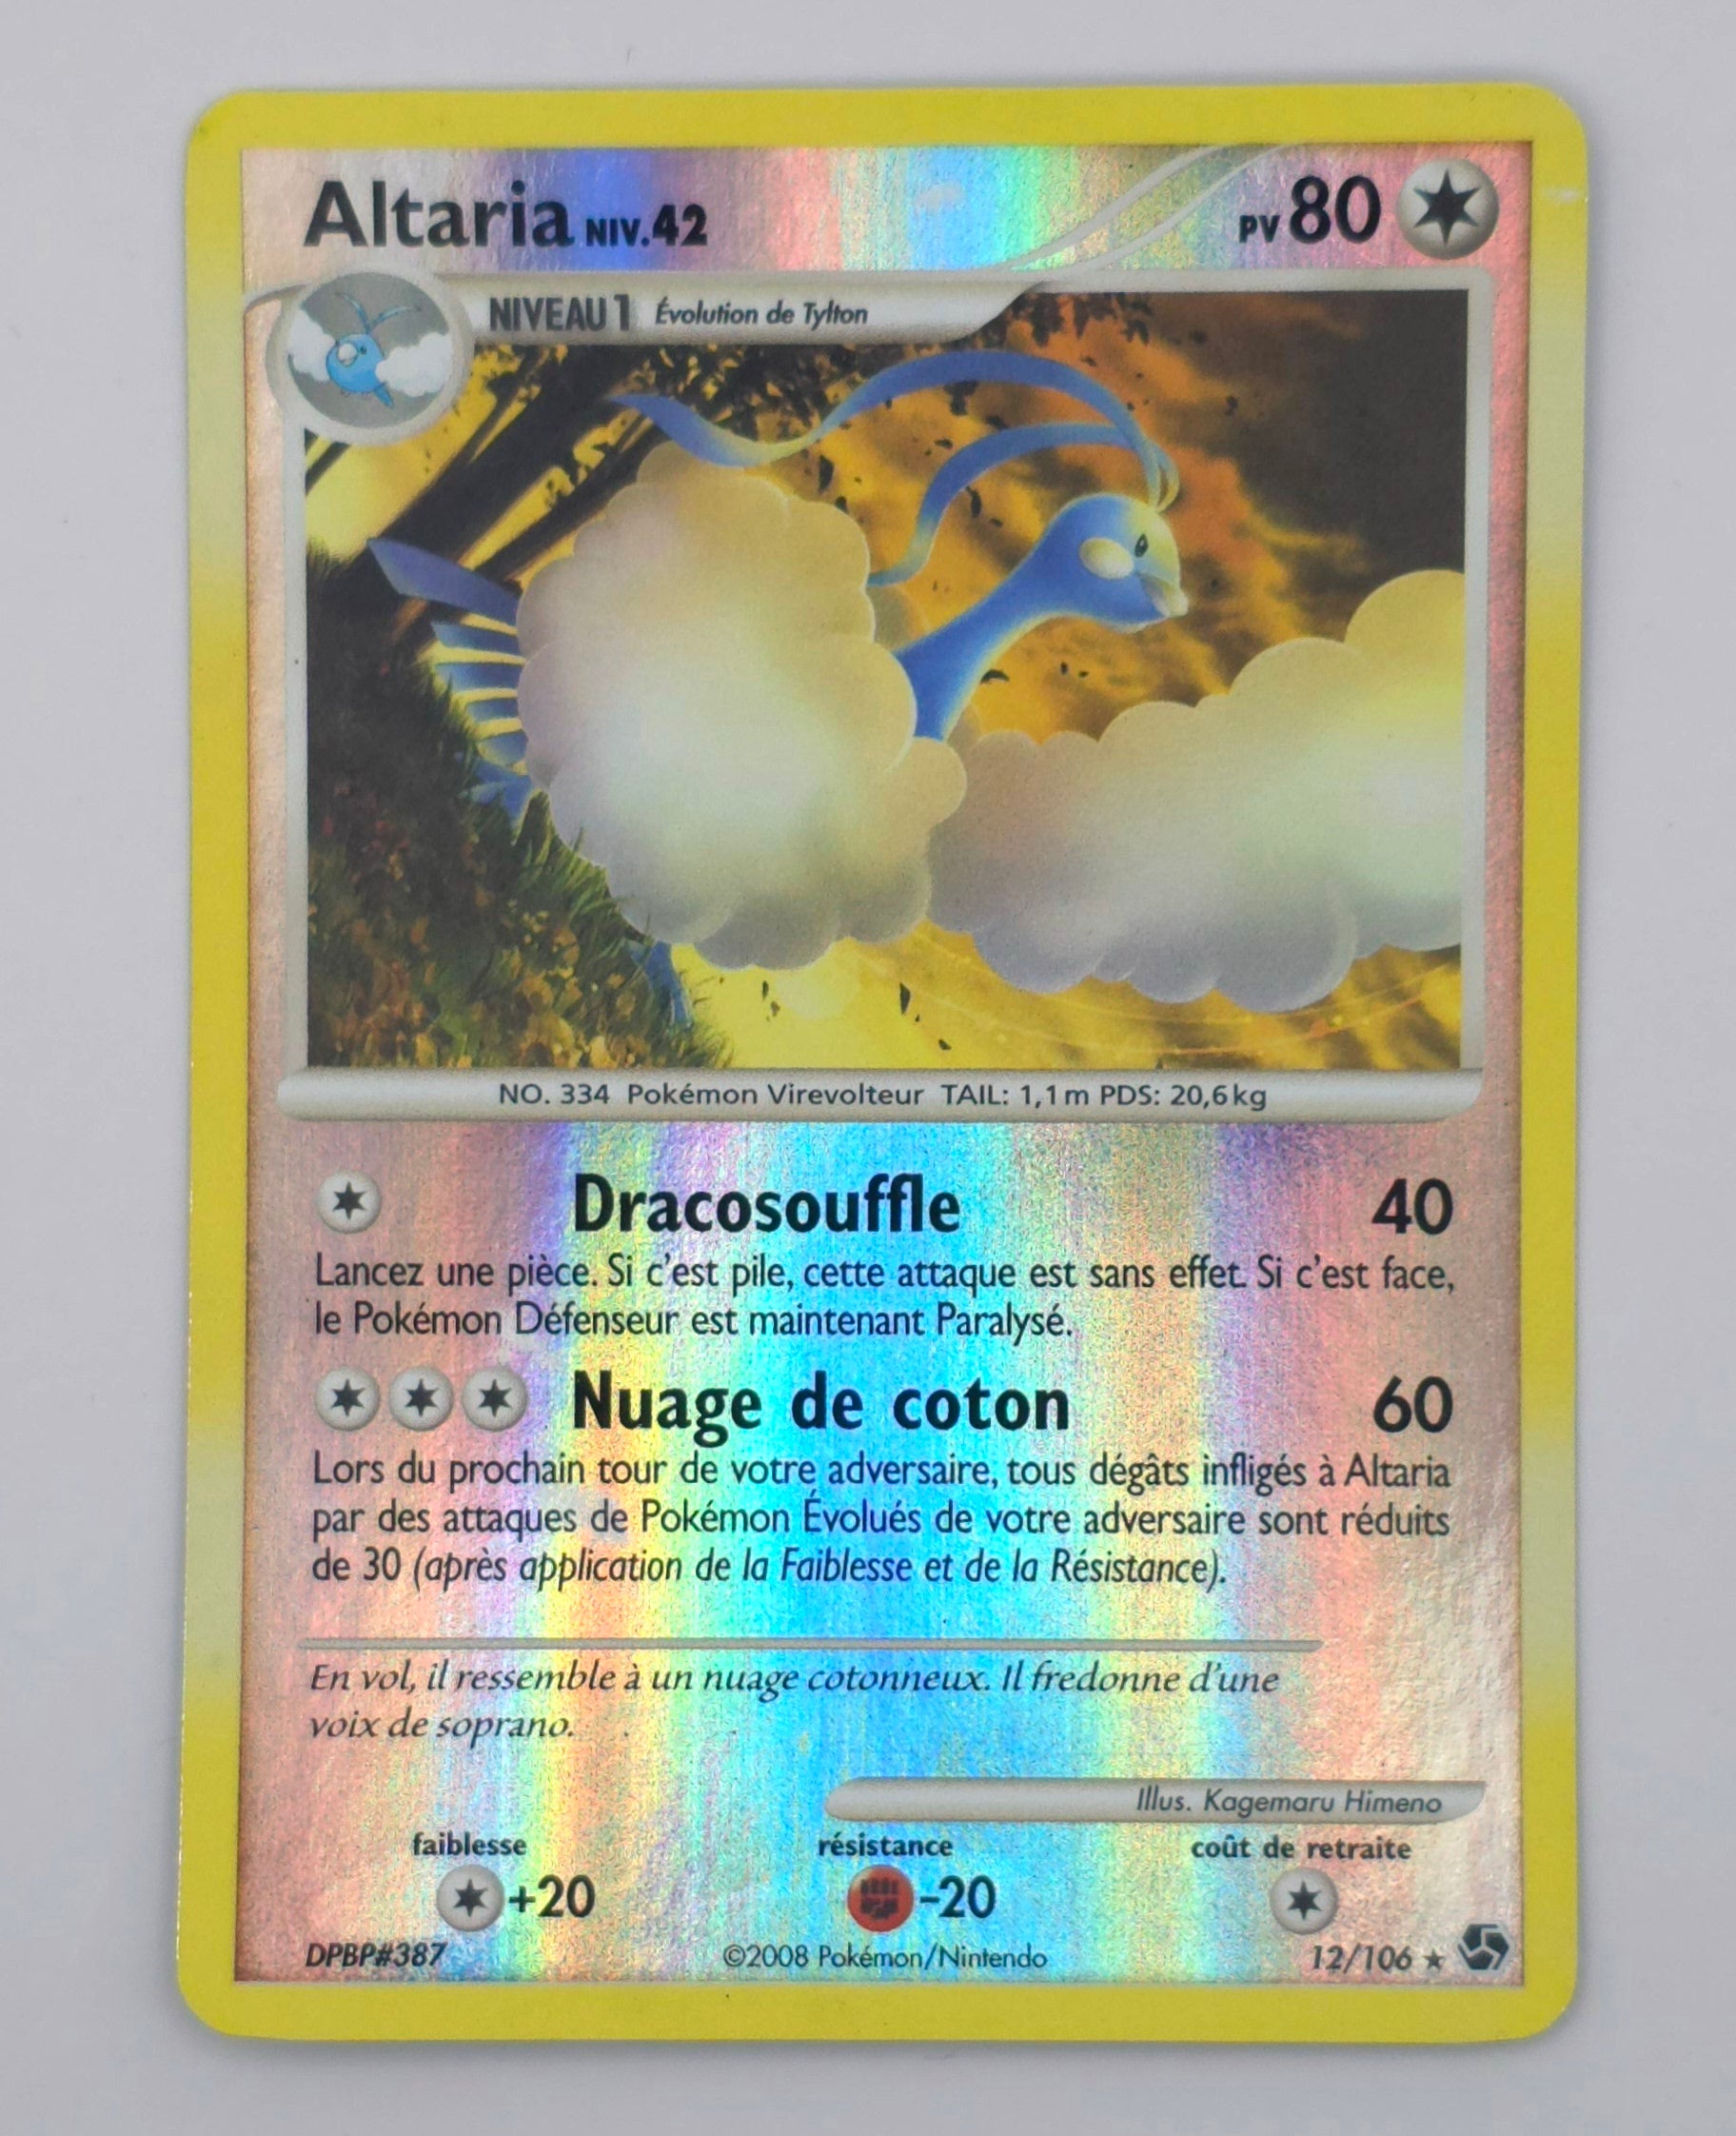 Altaria NIV.42 PV 80
NIVEAU 1 Évolution de Tylton
NO. 334 Pokémon Virevolteur TAIL: 1,1 m PDS: 20,6 kg
Dracosouffle 40
Lancez une pièce. Si c'est pile, cette attaque est sans effet. Si c'est face,
le Pokémon Défenseur est maintenant Paralysé.
Nuage de coton 60
Lors du prochain tour de votre adversaire, tous dégâts infligés à Altaria
par des attaques de Pokémon Évolués de votre adversaire sont réduits
de 30 (après application de la Faiblesse et de la Résistance).
En vol, il ressemble à un nuage cotonneux. Il fredonne d'une
voix de soprano.
Illus. Kagemaru Himeno
faiblesse résistance coût de retraite
+20 -20
DPBP#387 ©2008 Pokémon/Nintendo 12/106 ★